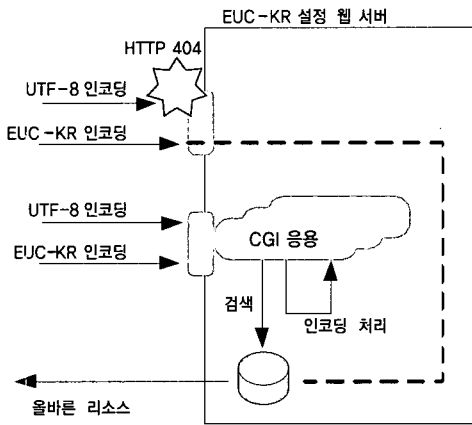 EUC-KR 설정 웹 서버
HTTP 404
UTF-8 인코딩
EUC-KR 인코딩
UTF-8 인코딩
EUC-KR 인코딩
CGI 응용
검색
인코딩 처리
올바른 리소스